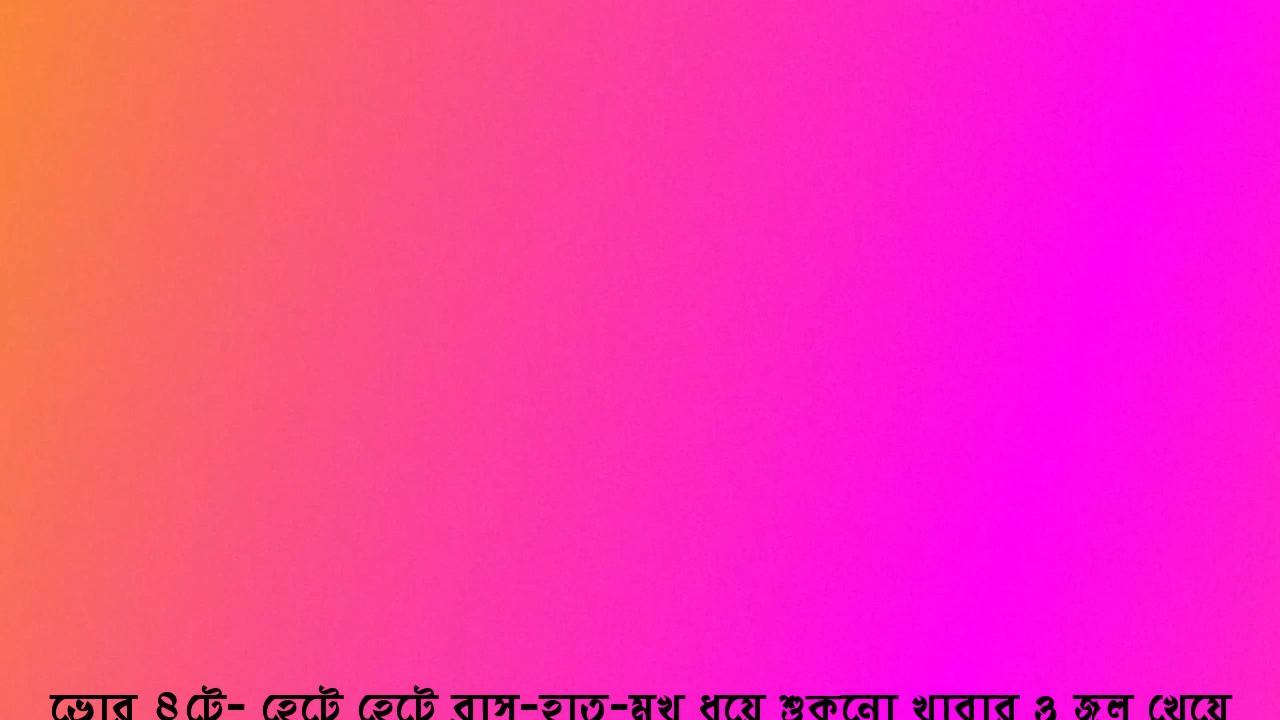 ভোর ৪টে- হেটে হেটে ব্রাস-হাত-মুখ ধুয়ে শুকনো খাবার ও জল খেয়ে